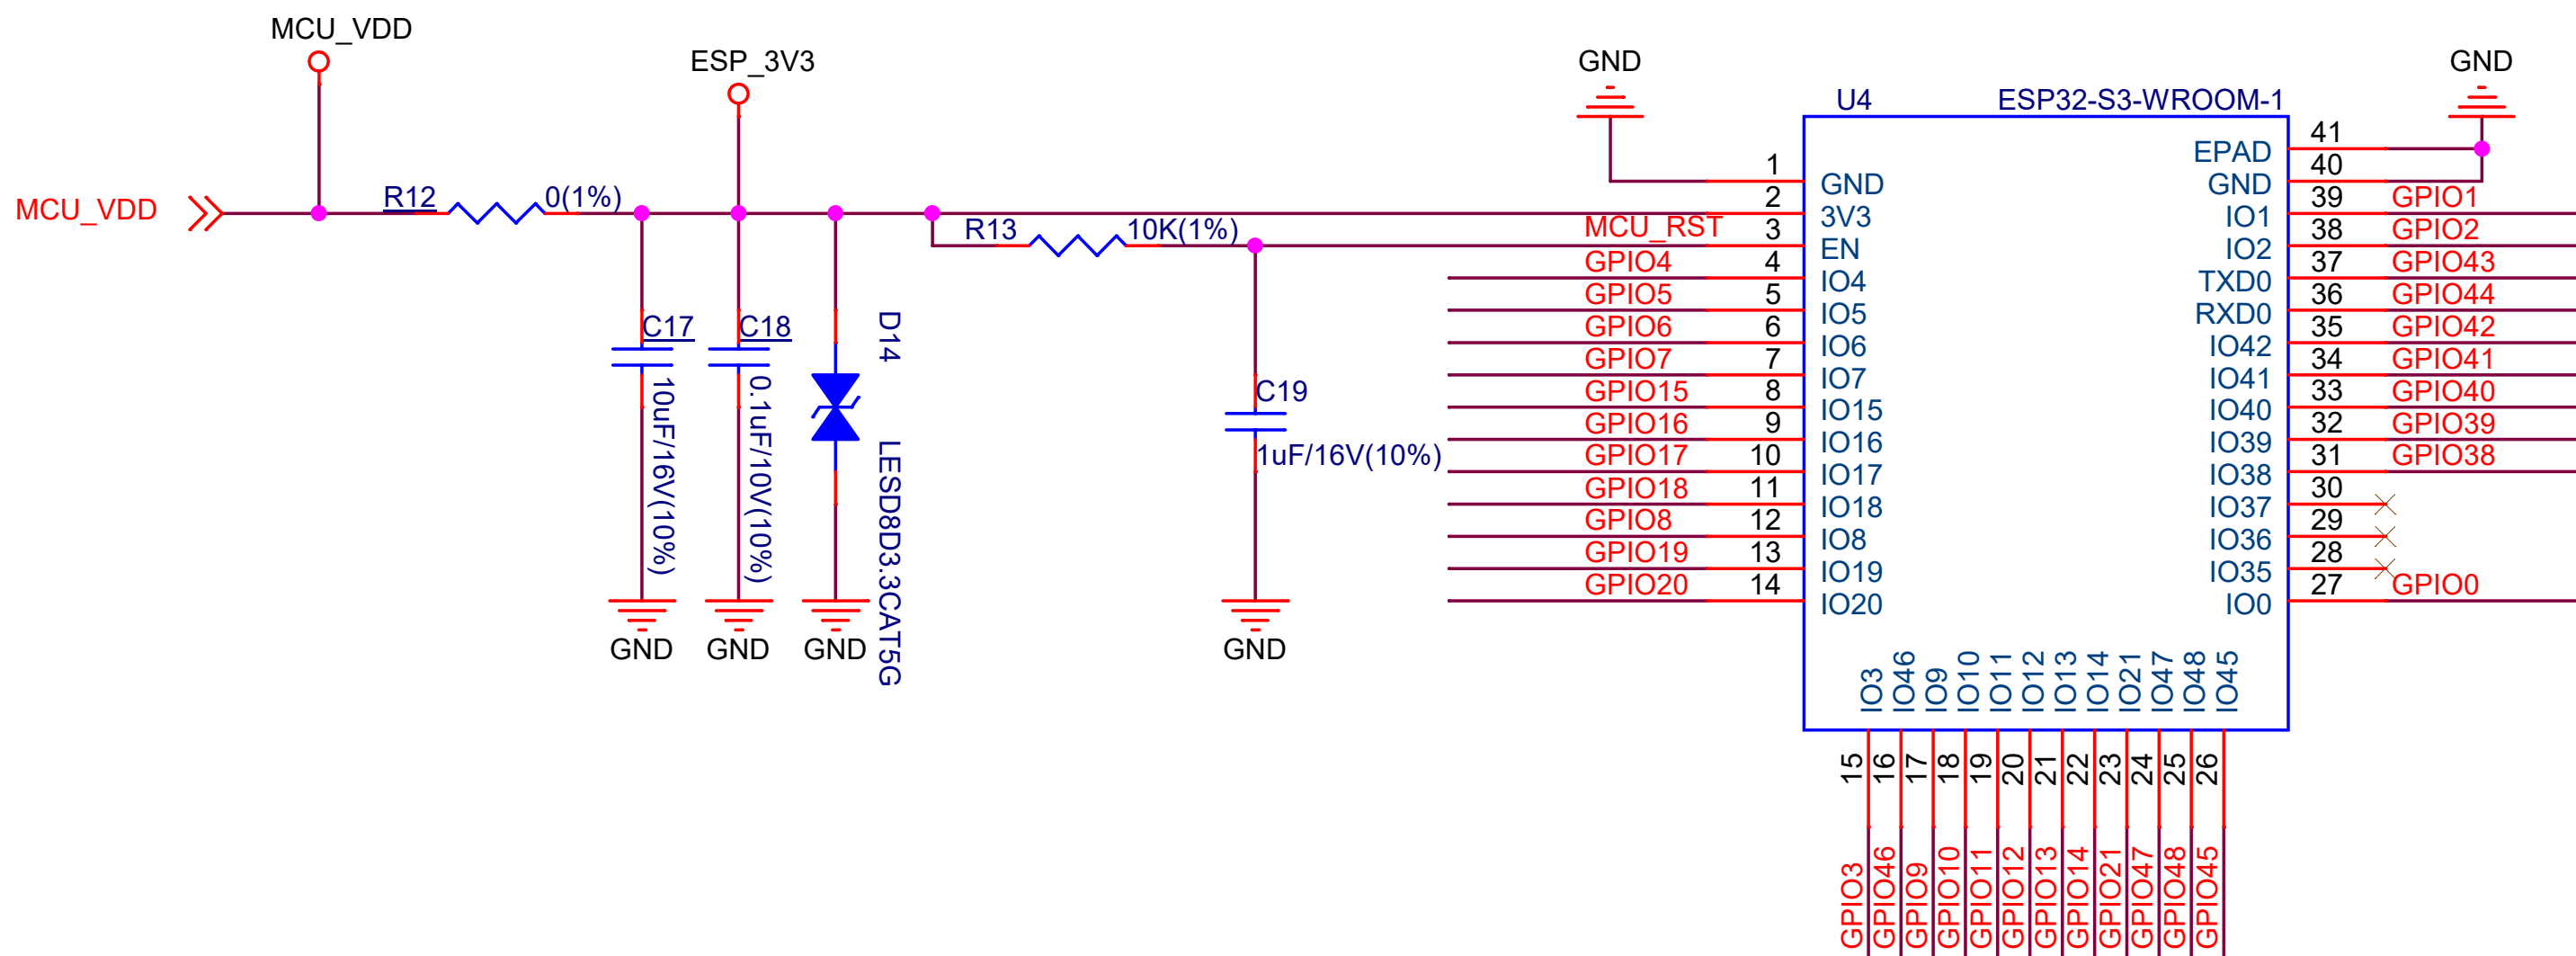 MCU_VDD
MCU_VDD
R12
0(1%)
ESP_3V3
C17
10uF/16V(10%)
GND
C18
0.1uF/10V(10%)
GND
D14
LESD8D3.3CAT5G
GND
R13
10K(1%)
C19
1uF/16V(10%)
GND
GND
U4
ESP32-S3-WROOM-1
GND
1
GND
2
3V3
MCU_RST
3
EN
GPIO4
4
IO4
GPIO5
5
IO5
GPIO6
6
IO6
GPIO7
7
IO7
GPIO15
8
IO15
GPIO16
9
IO16
GPIO17
10
IO17
GPIO18
11
IO18
GPIO8
12
IO8
GPIO19
13
IO19
GPIO20
14
IO20
EPAD
41
GND
40
IO1
39
GPIO1
IO2
38
GPIO2
TXD0
37
GPIO43
RXD0
36
GPIO44
IO42
35
GPIO42
IO41
34
GPIO41
IO40
33
GPIO40
IO39
32
GPIO39
IO38
31
GPIO38
IO37
30
IO36
29
IO35
28
IO0
27
GPIO0
IO3
15
GPIO3
IO46
16
GPIO46
IO9
17
GPIO9
IO10
18
GPIO10
IO11
19
GPIO11
IO12
20
GPIO12
IO13
21
GPIO13
IO14
22
GPIO14
IO21
23
GPIO21
IO47
24
GPIO47
IO48
25
GPIO48
IO45
26
GPIO45